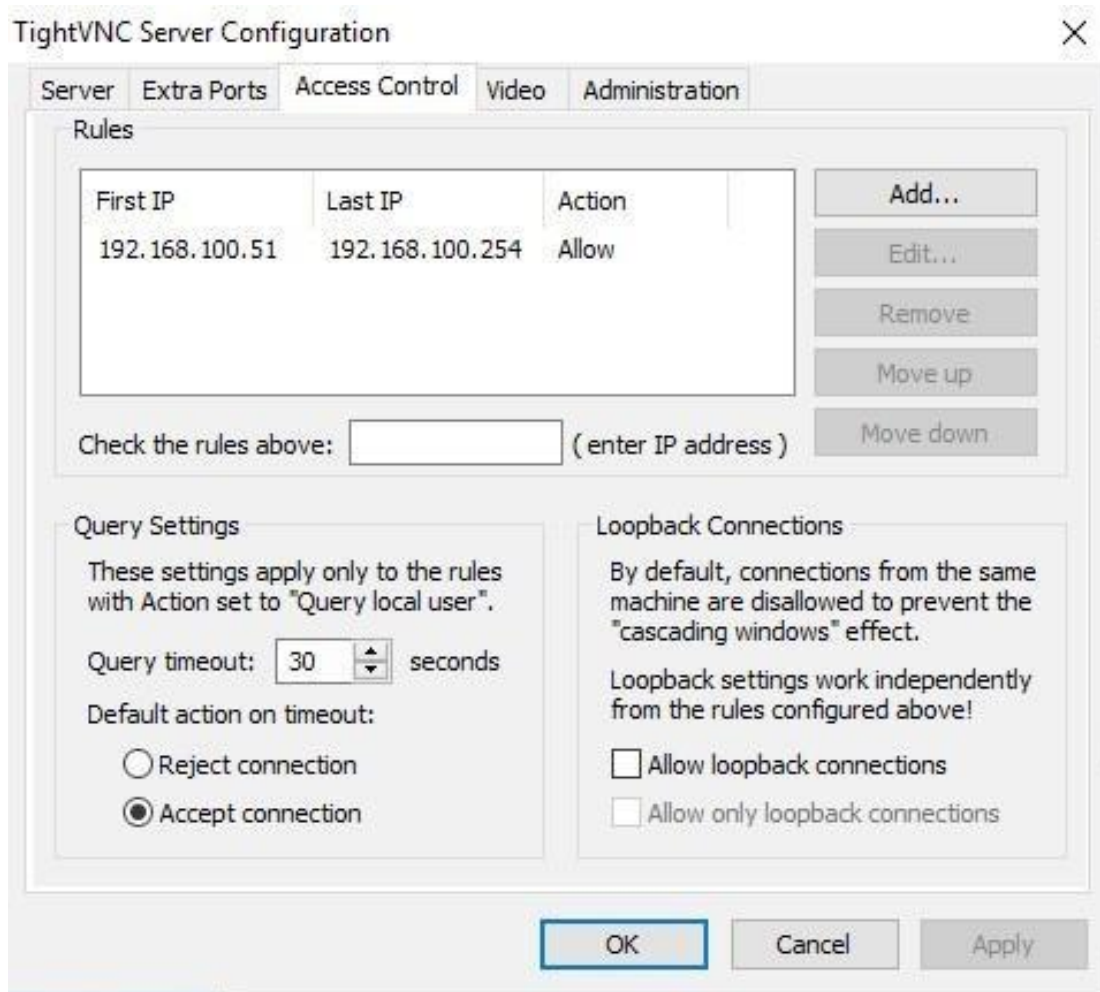 TightVNC Server Configuration
Server Extra Ports Access Control Video Administration
Rules
First IP Last IP Action
192.168.100.51 192.168.100.254 Allow
Add...
Edit...
Remove
Move up
Move down
Check the rules above: ( enter IP address )
Query Settings
These settings apply only to the rules
with Action set to "Query local user".
Query timeout: 30 seconds
Default action on timeout:
Reject connection
Accept connection
Loopback Connections
By default, connections from the same
machine are disallowed to prevent the
"cascading windows" effect.
Loopback settings work independently
from the rules configured above!
Allow loopback connections
Allow only loopback connections
OK Cancel Apply